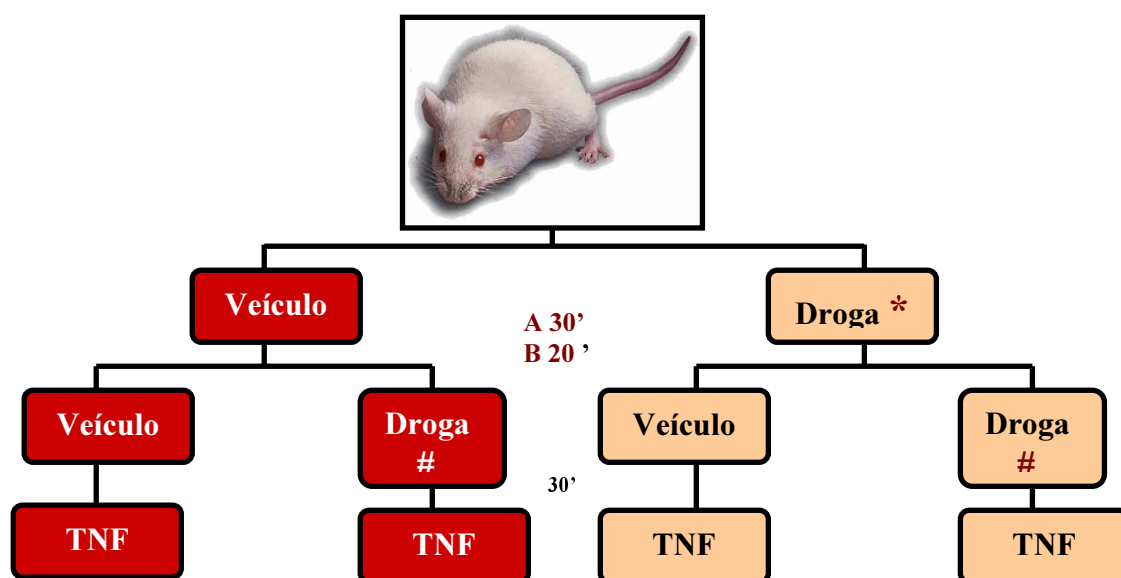 Veículo
Droga *
A 30’
B 20 ’
Veículo
Droga
#
Veículo
Droga
#
30’
TNF
TNF
TNF
TNF